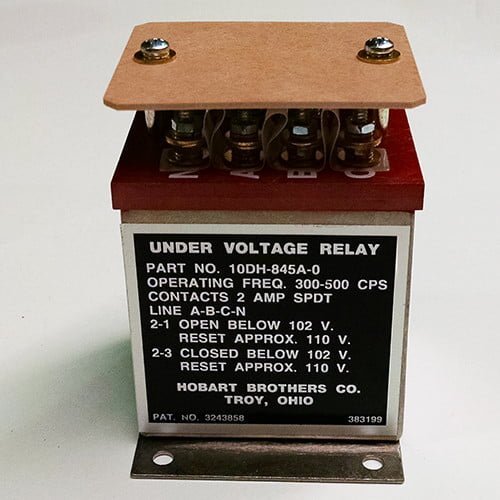 N A B C
UNDER VOLTAGE RELAY
PART NO. 10DH-845A-0
OPERATING FREQ. 300-500 CPS
CONTACTS 2 AMP SPDT
LINE A-B-C-N
2-1 OPEN BELOW 102 V.
RESET APPROX. 110 V.
2-3 CLOSED BELOW 102 V.
RESET APPROX. 110 V.
HOBART BROTHERS CO.
TROY, OHIO
PAT. NO. 3243858 383199